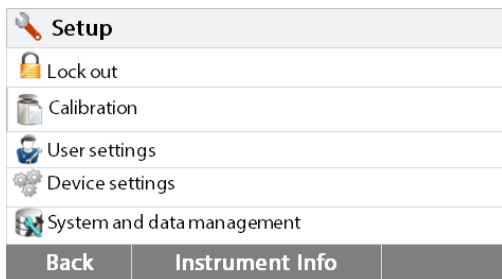 Setup
Lock out
Calibration
User settings
Device settings
System and data management
Back Instrument Info